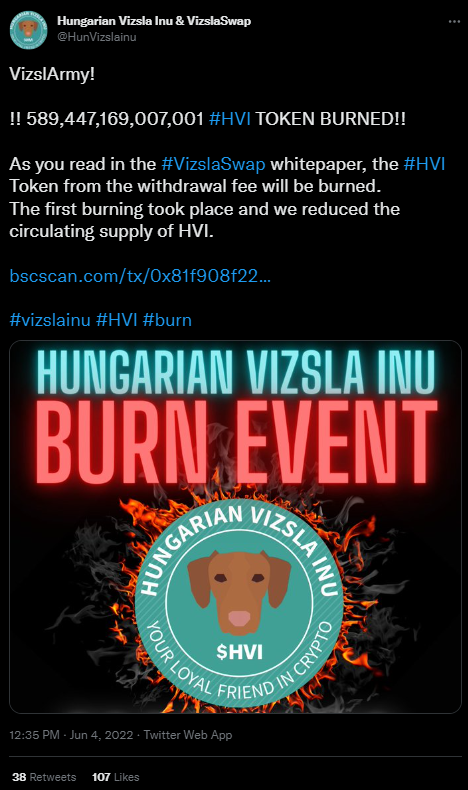 Hungarian Vizsla Inu & VizslaSwap
@HunVizslainu
...
VizslArmy!
!! 589,447,169,007,001 #HVI TOKEN BURNED!!
As you read in the #VizslaSwap whitepaper, the #HVI
Token from the withdrawal fee will be burned.
The first burning took place and we reduced the
circulating supply of HVI.
bscscan.com/tx/0x81f908f22...
#vizslainu #HVI #burn
HUNGARIAN VIZSLA INU
BURN EVENT
HUNGARIAN VIZSLA INU
$HVI
YOUR LOYAL FRIEND IN CRYPTO
12:35 PM · Jun 4, 2022 · Twitter Web App
38 Retweets 107 Likes